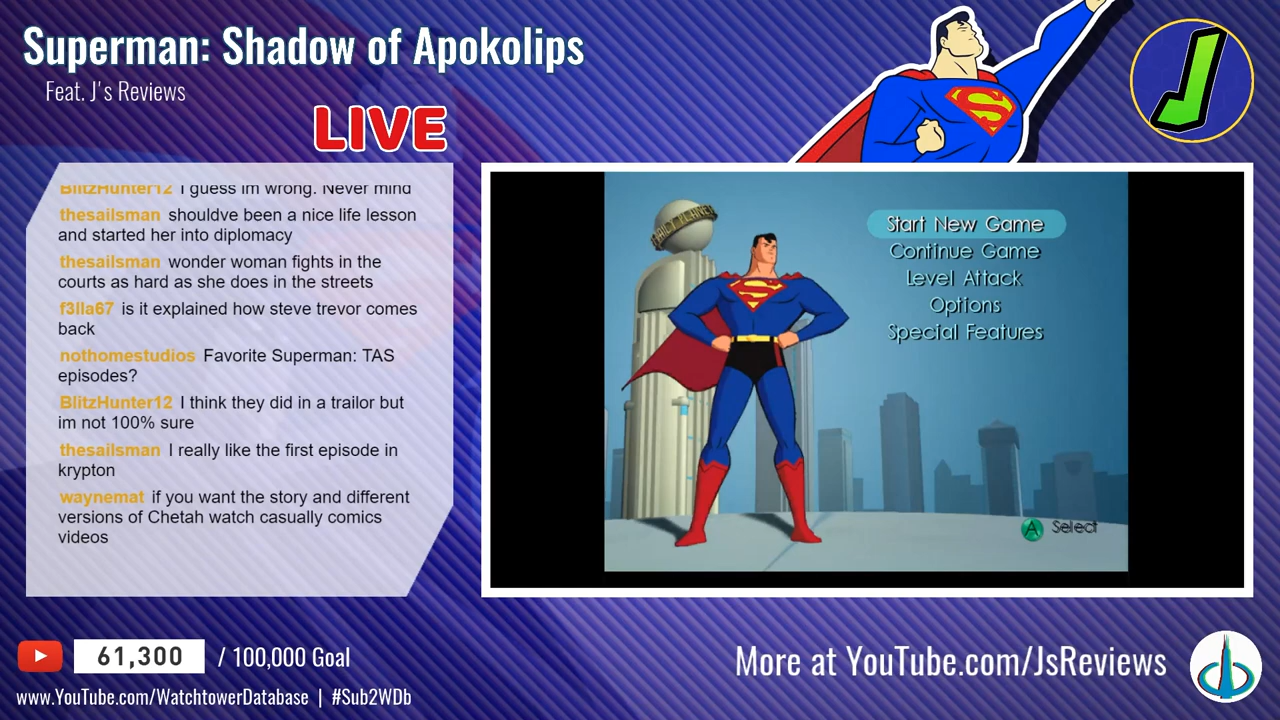 Superman: Shadow of Apokolips
Feat. J's Reviews
LIVE
BlitzHunter12 I guess im wrong. Never mind
thesailsman shouldve been a nice life lesson
and started her into diplomacy
thesailsman wonder woman fights in the
courts as hard as she does in the streets
f3lla67 is it explained how steve trevor comes
back
nothomestudios Favorite Superman: TAS
episodes?
BlitzHunter12 I think they did in a trailor but
im not 100% sure
thesailsman I really like the first episode in
krypton
waynemat if you want the story and different
versions of Chetah watch casually comics
videos
J
S
DAILY PLANET
S
Start New Game
Continue Game
Level Attack
Options
Special Features
A Select
61,300 / 100,000 Goal
www.YouTube.com/WatchtowerDatabase | #Sub2WDb
More at YouTube.com/JsReviews